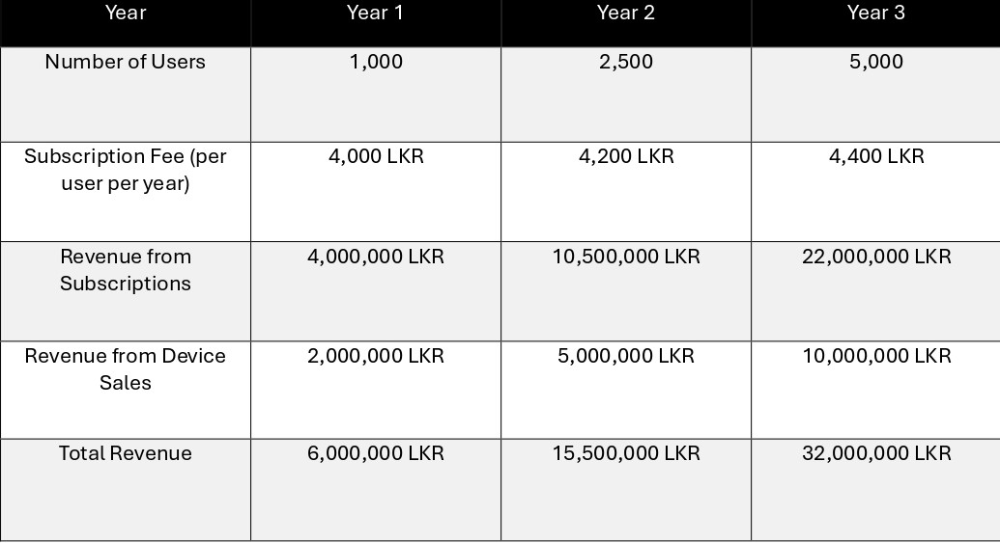 Year Year 1 Year 2 Year 3
Number of Users 1,000 2,500 5,000
Subscription Fee (per user per year) 4,000 LKR 4,200 LKR 4,400 LKR
Revenue from Subscriptions 4,000,000 LKR 10,500,000 LKR 22,000,000 LKR
Revenue from Device Sales 2,000,000 LKR 5,000,000 LKR 10,000,000 LKR
Total Revenue 6,000,000 LKR 15,500,000 LKR 32,000,000 LKR